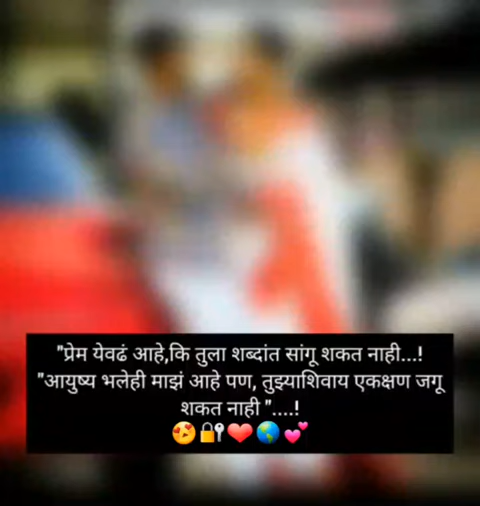 "प्रेम येवढं आहे,कि तुला शब्दांत सांगू शकत नाही...!
"आयुष्य भलेही माझं आहे पण, तुझ्याशिवाय एकक्षण जगू
शकत नाही "....!
😍🔐❤️🌎💕